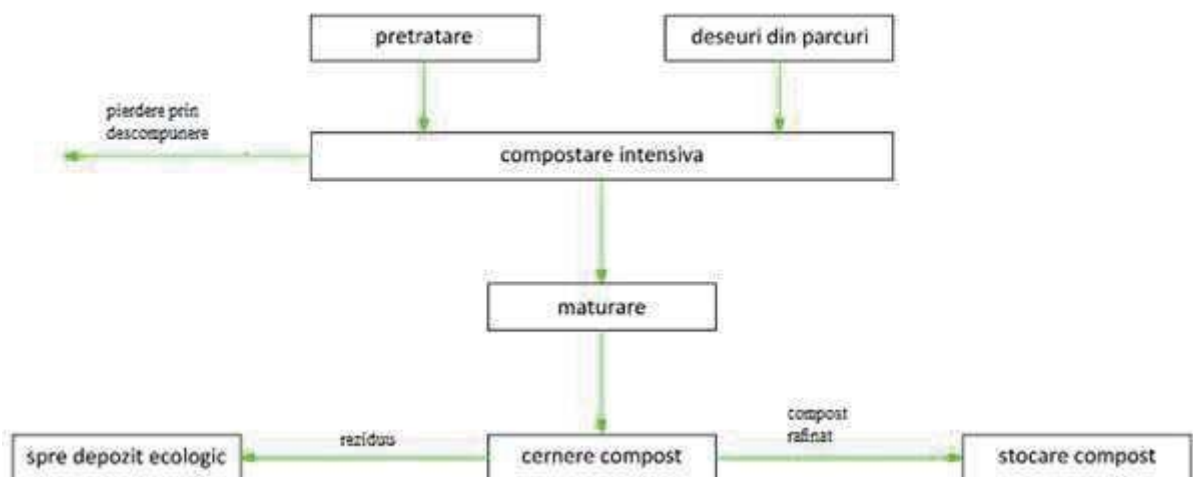 pretratare
deseuri din parcuri
pierdere prin
descompunere
compostare intensiva
maturare
reziduu
compost
rafinat
spre depozit ecologic
cernere compost
stocare compost